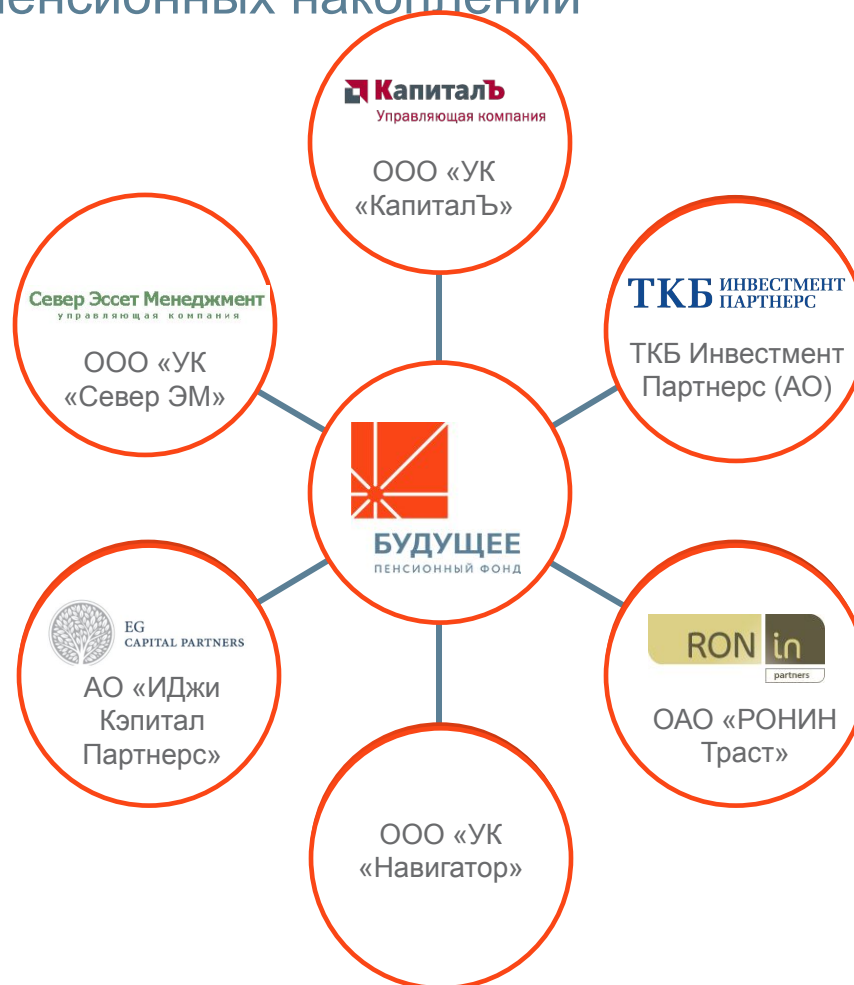 пенсионных накоплений
КапиталЪ
Управляющая компания
ООО «УК
«КапиталЪ»
Север Эссет Менеджмент
управляющая компания
ООО «УК
«Север ЭМ»
ТКБ ИНВЕСТМЕНТ
ПАРТНЕРС
ТКБ Инвестмент
Партнерс (АО)
БУДУЩЕЕ
ПЕНСИОННЫЙ ФОНД
EG
CAPITAL PARTNERS
АО «ИДжи
Кэпитал
Партнерс»
RON in
partners
ОАО «РОНИН
Траст»
ООО «УК
«Навигатор»